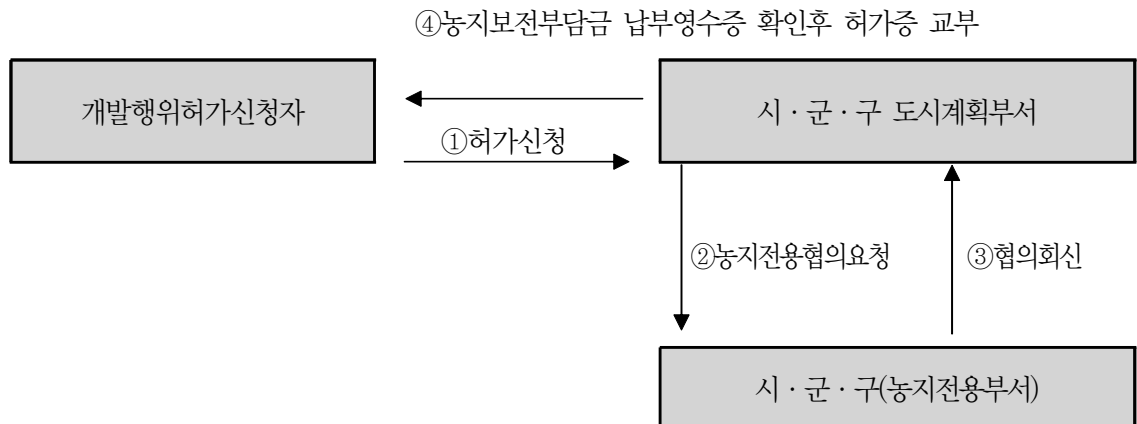 ④농지보전부담금 납부영수증 확인후 허가증 교부
개발행위허가신청자
시 · 군 · 구 도시계획부서
①허가신청
②농지전용협의요청
③협의회신
시 · 군 · 구(농지전용부서)